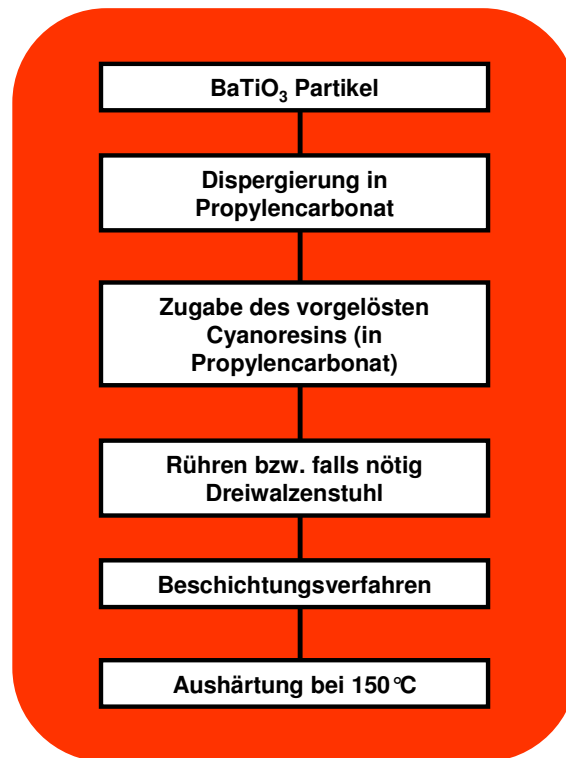 BaTiO₃ Partikel
Dispergierung in
Propylencarbonat
Zugabe des vorgelösten
Cyanoresins (in
Propylencarbonat)
Rühren bzw. falls nötig
Dreiwalzenstuhl
Beschichtungsverfahren
Aushärtung bei 150°C